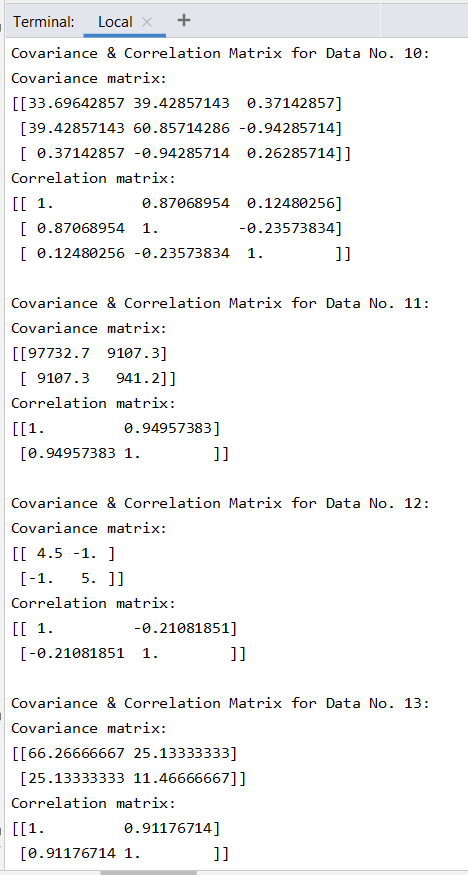 Terminal: Local × +
Covariance & Correlation Matrix for Data No. 10:
Covariance matrix:
[[33.69642857 39.42857143  0.37142857]
 [39.42857143 60.85714286 -0.94285714]
 [ 0.37142857 -0.94285714  0.26285714]]
Correlation matrix:
[[ 1.          0.87068954  0.12480256]
 [ 0.87068954  1.         -0.23573834]
 [ 0.12480256 -0.23573834  1.        ]]
Covariance & Correlation Matrix for Data No. 11:
Covariance matrix:
[[97732.7  9107.3]
 [ 9107.3   941.2]]
Correlation matrix:
[[1.         0.94957383]
 [0.94957383 1.        ]]
Covariance & Correlation Matrix for Data No. 12:
Covariance matrix:
[[ 4.5 -1. ]
 [-1.   5. ]]
Correlation matrix:
[[ 1.         -0.21081851]
 [-0.21081851  1.        ]]
Covariance & Correlation Matrix for Data No. 13:
Covariance matrix:
[[66.26666667 25.13333333]
 [25.13333333 11.46666667]]
Correlation matrix:
[[1.         0.91176714]
 [0.91176714 1.        ]]